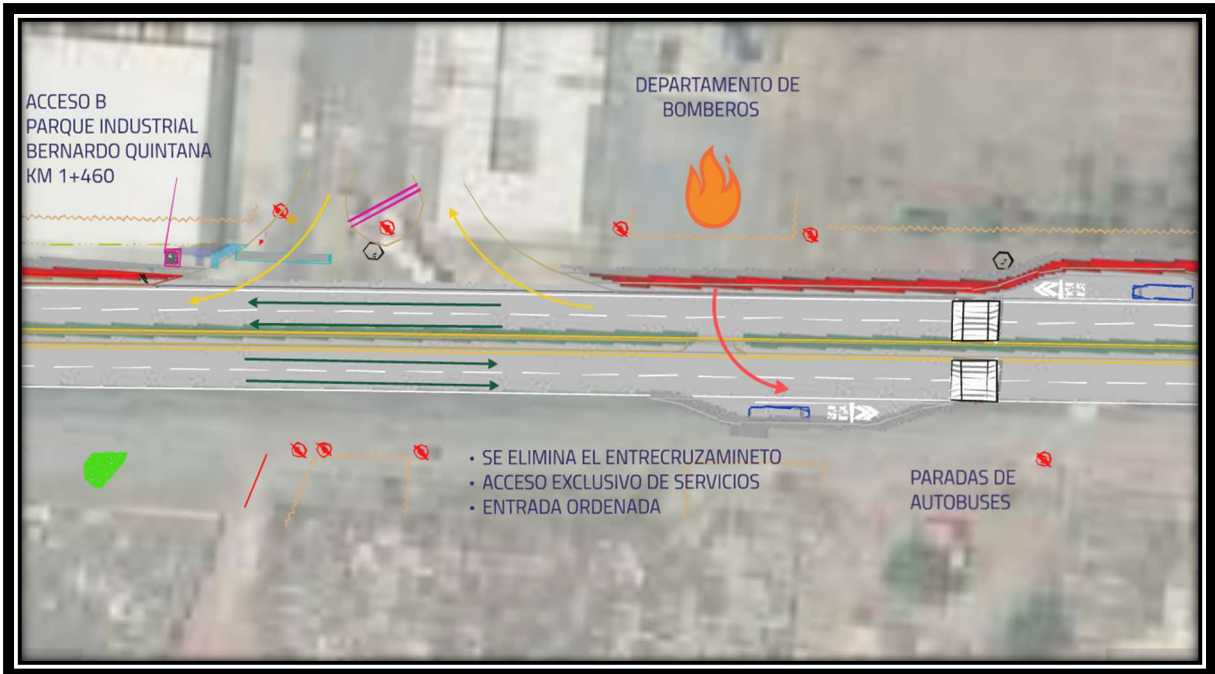 ACCESO B
PARQUE INDUSTRIAL
BERNARDO QUINTANA
KM 1+460
DEPARTAMENTO DE
BOMBEROS
• SE ELIMINA EL ENTRECRUZAMINETO
• ACCESO EXCLUSIVO DE SERVICIOS
• ENTRADA ORDENADA
PARADAS DE
AUTOBUSES